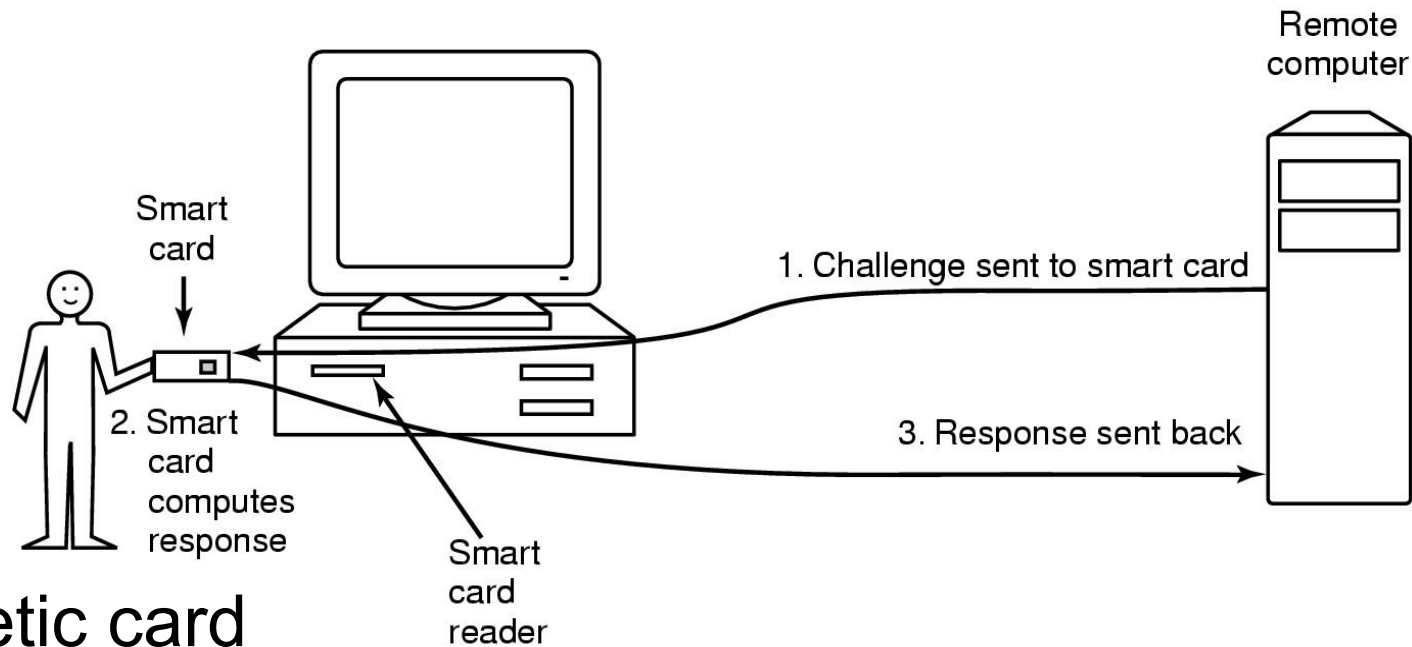 Remote
computer
Smart
card
1. Challenge sent to smart card
2. Smart
card
computes
response
3. Response sent back
Smart
card
reader
etic card